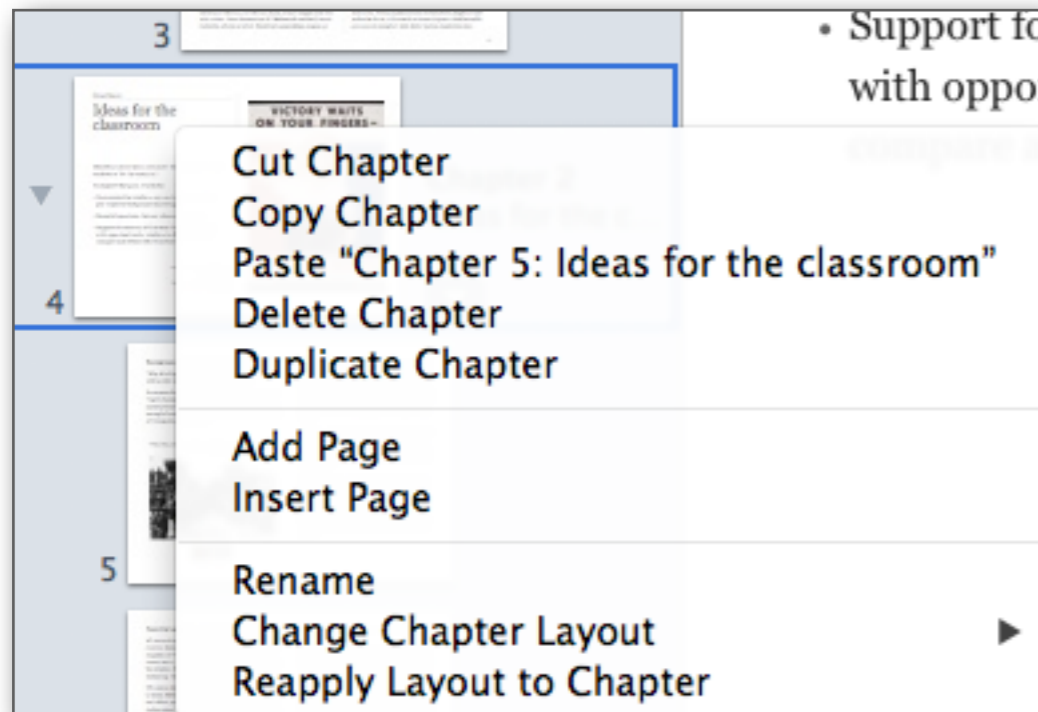 3
• Support fo
with oppo
compare a
Ideas for the
classroom
VICTORY WAITS
ON YOUR FINGERS–
4
Cut Chapter
Copy Chapter
Paste “Chapter 5: Ideas for the classroom”
Delete Chapter
Duplicate Chapter
Add Page
Insert Page
5
Rename
Change Chapter Layout
Reapply Layout to Chapter